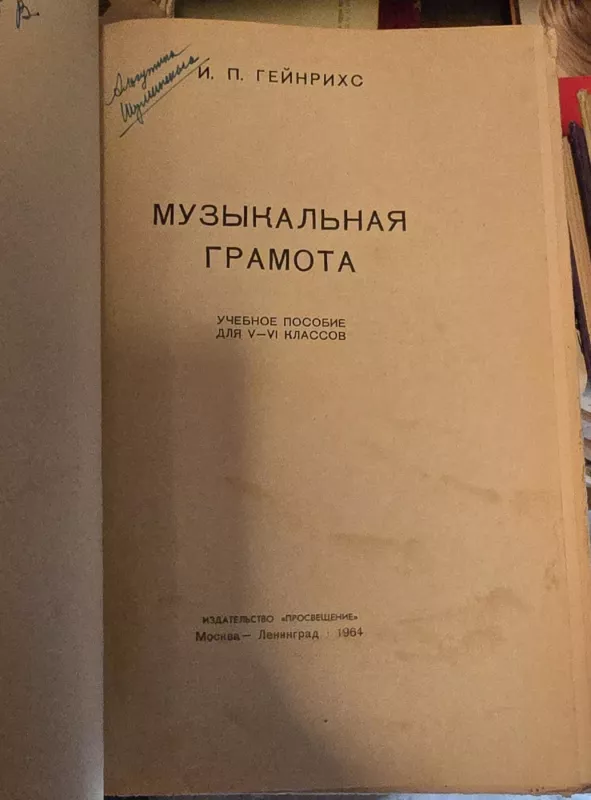 И. П. ГЕЙНРИХС
МУЗЫКАЛЬНАЯ
ГРАМОТА
УЧЕБНОЕ ПОСОБИЕ
ДЛЯ V—VI КЛАССОВ
ИЗДАТЕЛЬСТВО «ПРОСВЕЩЕНИЕ»
Москва — Ленинград · 1964